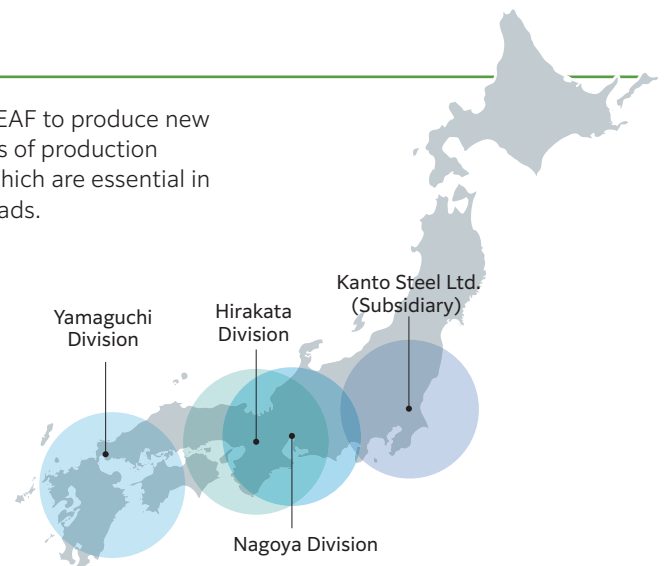 EAF to produce new
s of production
hich are essential in
ads.
Kanto Steel Ltd.
(Subsidiary)
Hirakata
Division
Yamaguchi
Division
Nagoya Division